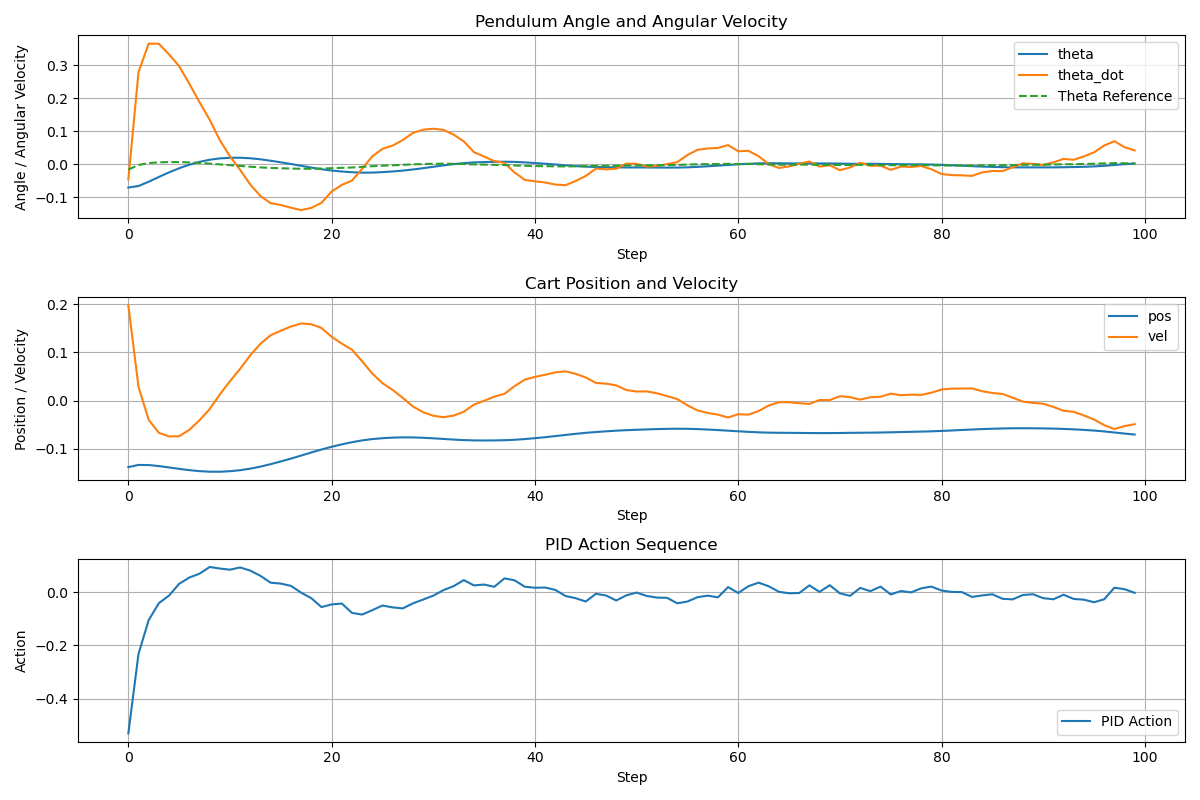 Pendulum Angle and Angular Velocity
Angle / Angular Velocity
0.3
0.2
0.1
0.0
−0.1
theta
theta_dot
Theta Reference
0 20 40 60 80 100
Step
Cart Position and Velocity
Position / Velocity
0.2
0.1
0.0
−0.1
pos
vel
0 20 40 60 80 100
Step
PID Action Sequence
Action
0.0
−0.2
−0.4
PID Action
0 20 40 60 80 100
Step